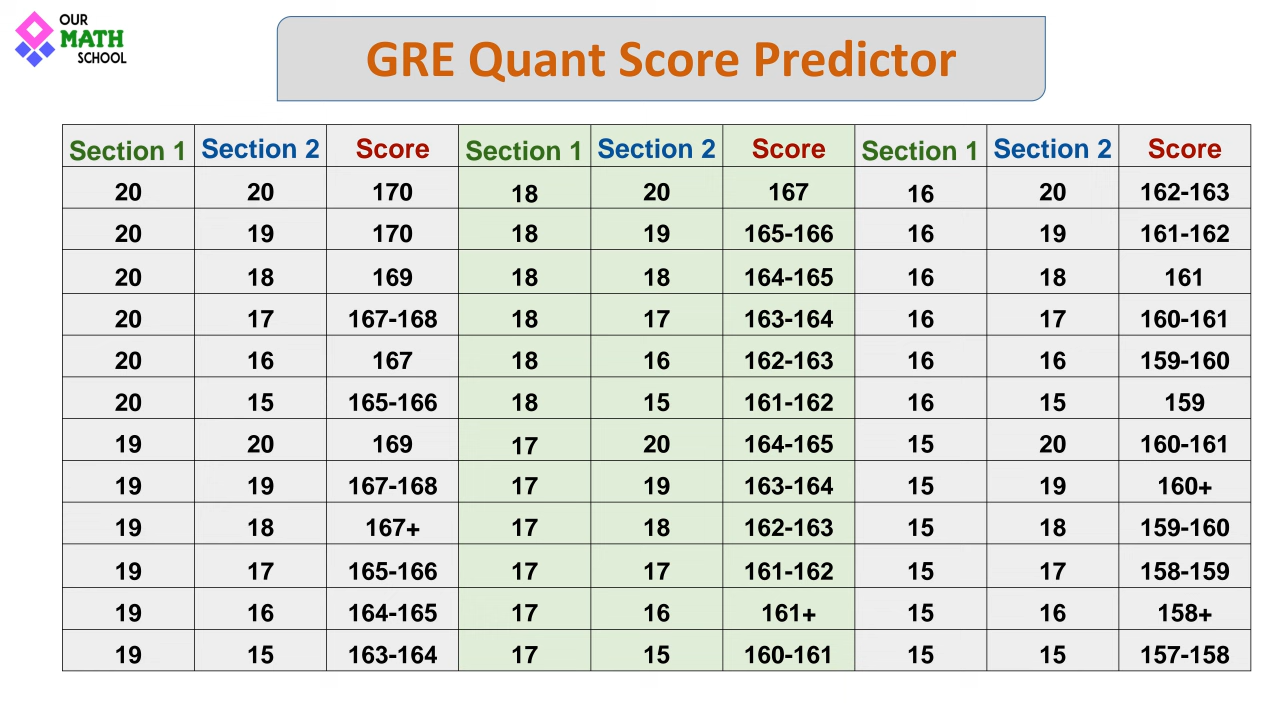 OUR
MATH
SCHOOL
GRE Quant Score Predictor
Section 1 Section 2 Score Section 1 Section 2 Score Section 1 Section 2 Score
20 20 170 18 20 167 16 20 162-163
20 19 170 18 19 165-166 16 19 161-162
20 18 169 18 18 164-165 16 18 161
20 17 167-168 18 17 163-164 16 17 160-161
20 16 167 18 16 162-163 16 16 159-160
20 15 165-166 18 15 161-162 16 15 159
19 20 169 17 20 164-165 15 20 160-161
19 19 167-168 17 19 163-164 15 19 160+
19 18 167+ 17 18 162-163 15 18 159-160
19 17 165-166 17 17 161-162 15 17 158-159
19 16 164-165 17 16 161+ 15 16 158+
19 15 163-164 17 15 160-161 15 15 157-158